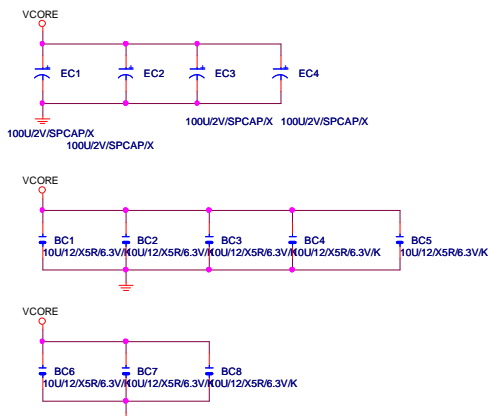 VCORE
EC1 EC2 EC3 EC4
100U/2V/SPCAP/X 100U/2V/SPCAP/X
100U/2V/SPCAP/X
100U/2V/SPCAP/X
VCORE
BC1 BC2 BC3 BC4 BC5
10U/12/X5R/6.3V/K 10U/12/X5R/6.3V/K 10U/12/X5R/6.3V/K 10U/12/X5R/6.3V/K 10U/12/X5R/6.3V/K
VCORE
BC6 BC7 BC8
10U/12/X5R/6.3V/K 10U/12/X5R/6.3V/K 10U/12/X5R/6.3V/K